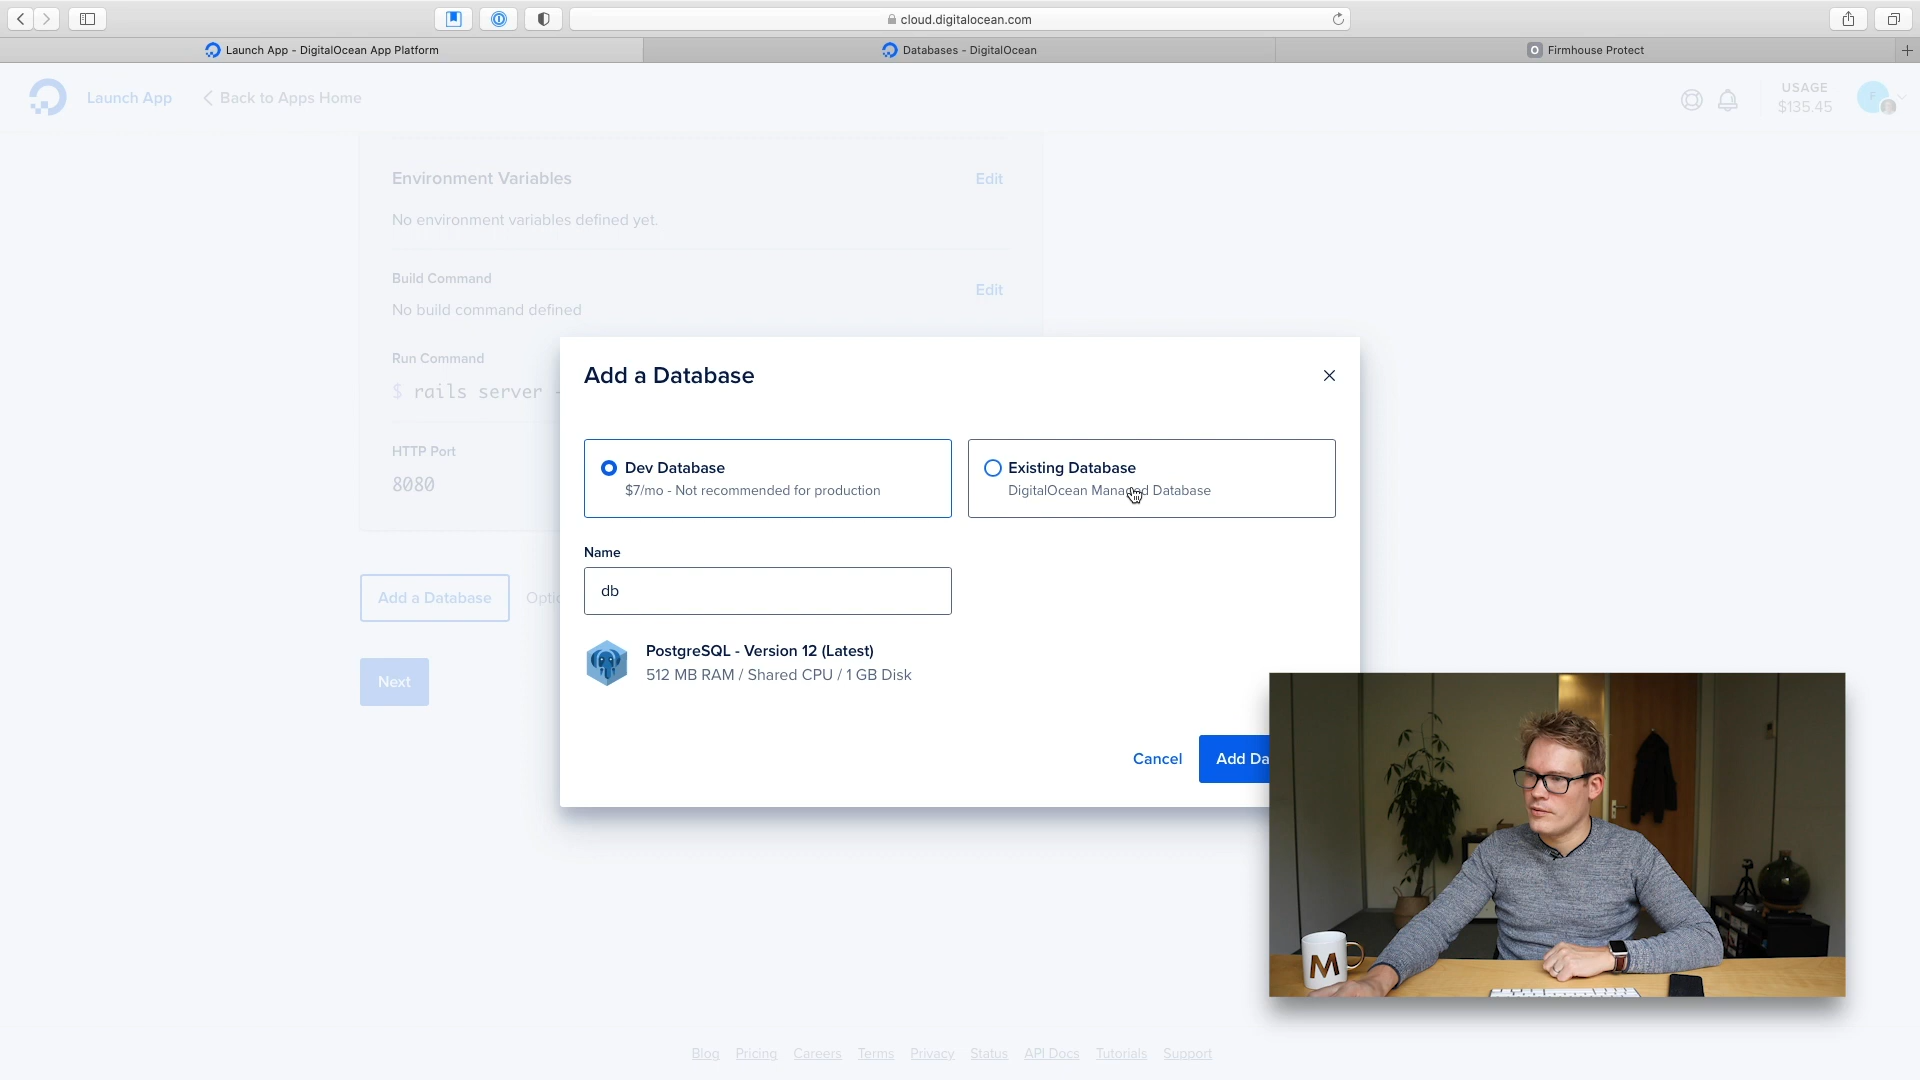 cloud.digitalocean.com
Launch App - DigitalOcean App Platform
Databases - DigitalOcean
Firmhouse Protect
Launch App
Back to Apps Home
USAGE
$135.45
F
Environment Variables
Edit
No environment variables defined yet.
Build Command
Edit
No build command defined
Run Command
$ rails server
HTTP Port
8080
Add a Database
Next
Add a Database
Dev Database
$7/mo - Not recommended for production
Existing Database
DigitalOcean Managed Database
Name
db
PostgreSQL - Version 12 (Latest)
512 MB RAM / Shared CPU / 1 GB Disk
Cancel
Add Da
M
Blog
Pricing
Careers
Terms
Privacy
Status
API Docs
Tutorials
Support